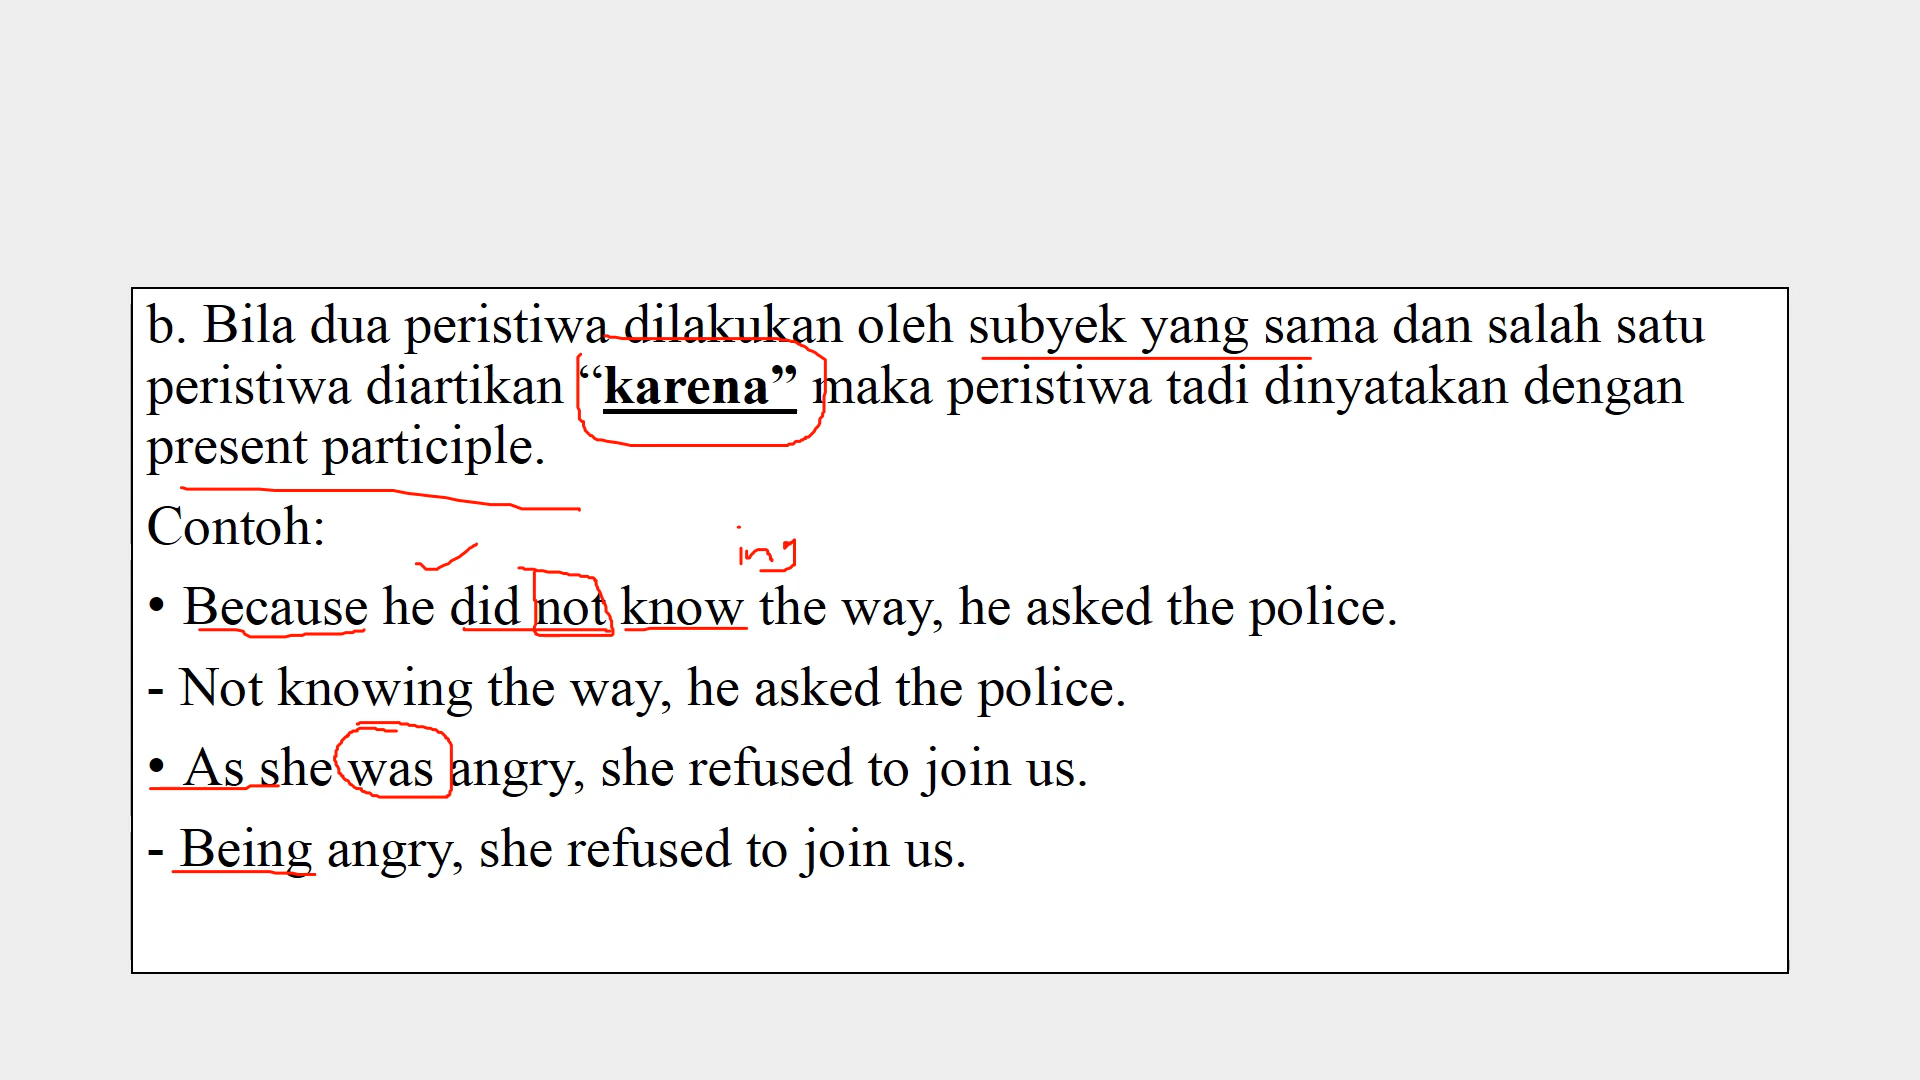 b. Bila dua peristiwa dilakukan oleh subyek yang sama dan salah satu
peristiwa diartikan “karena” maka peristiwa tadi dinyatakan dengan
present participle.
Contoh:
ing
• Because he did not know the way, he asked the police.
- Not knowing the way, he asked the police.
• As she was angry, she refused to join us.
- Being angry, she refused to join us.